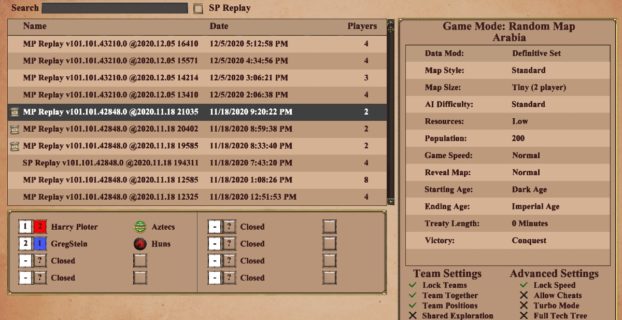 Search
SP Replay
Name Date Players
MP Replay v101.101.43210.0 @2020.12.05 16410 12/5/2020 5:12:58 PM 4
MP Replay v101.101.43210.0 @2020.12.05 15571 12/5/2020 4:34:56 PM 4
MP Replay v101.101.43210.0 @2020.12.05 14214 12/5/2020 3:06:21 PM 3
MP Replay v101.101.43210.0 @2020.12.05 13410 12/5/2020 2:06:38 PM 4
MP Replay v101.101.42848.0 @2020.11.18 21035 11/18/2020 9:20:22 PM 2
MP Replay v101.101.42848.0 @2020.11.18 20402 11/18/2020 8:59:38 PM 2
MP Replay v101.101.42848.0 @2020.11.18 19585 11/18/2020 8:33:40 PM 2
SP Replay v101.101.42848.0 @2020.11.18 194311 11/18/2020 7:43:20 PM 4
MP Replay v101.101.42848.0 @2020.11.18 12585 11/18/2020 1:08:26 PM 8
MP Replay v101.101.42848.0 @2020.11.18 12325 11/18/2020 12:51:53 PM 4
1 2 Harry Ploter Aztecs - ? Closed
2 1 GregStein Huns - ? Closed
- ? Closed - ? Closed
- ? Closed - ? Closed
Game Mode: Random Map
Arabia
Data Mod: Definitive Set
Map Style: Standard
Map Size: Tiny (2 player)
AI Difficulty: Standard
Resources: Low
Population: 200
Game Speed: Normal
Reveal Map: Normal
Starting Age: Dark Age
Ending Age: Imperial Age
Treaty Length: 0 Minutes
Victory: Conquest
Team Settings Advanced Settings
Lock Teams Lock Speed
Team Together Allow Cheats
Team Positions Turbo Mode
Shared Exploration Full Tech Tree